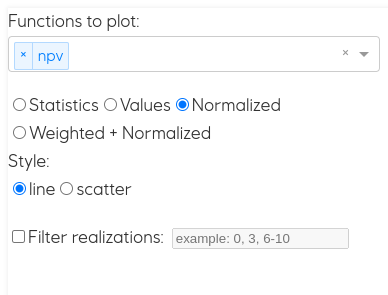 Functions to plot:
× npv ×
Statistics Values Normalized
Weighted + Normalized
Style:
line scatter
Filter realizations: example: 0, 3, 6-10